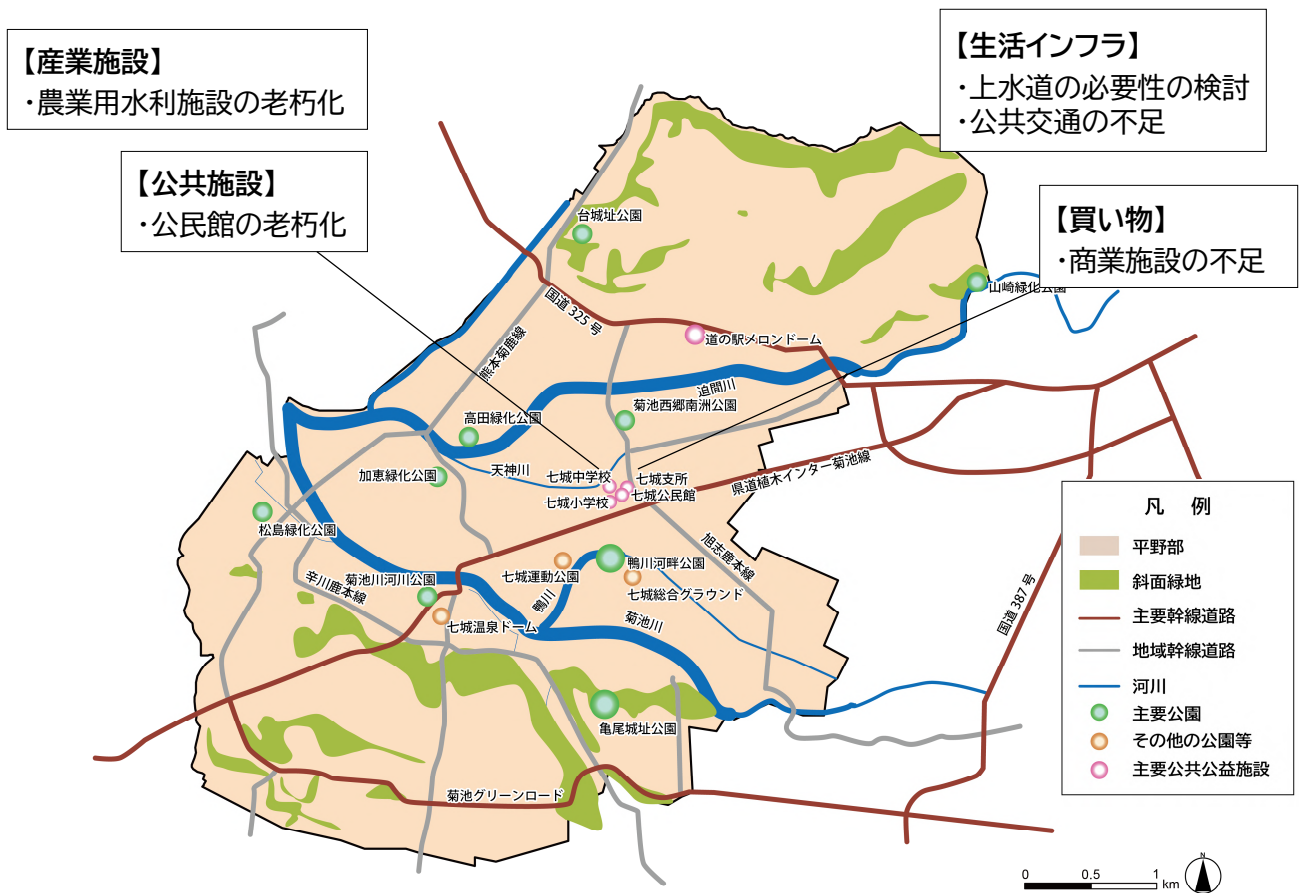 【産業施設】
・農業用水利施設の老朽化
【生活インフラ】
・上水道の必要性の検討
・公共交通の不足
【公共施設】
・公民館の老朽化
【買い物】
・商業施設の不足
台城址公園
山崎緑化公園
国道 325 号
道の駅メロンドーム
熊本菊鹿線
迫間川
高田緑化公園
菊池西郷南洲公園
加恵緑化公園
天神川
七城中学校
七城支所
七城公民館
七城小学校
県道植木インター菊池線
松島緑化公園
旭志鹿本線
七城運動公園
鴨川河畔公園
七城総合グラウンド
菊池川河川公園
辛川鹿本線
鴨川
菊池川
七城温泉ドーム
国道 387 号
亀尾城址公園
菊池グリーンロード
凡 例
平野部
斜面緑地
主要幹線道路
地域幹線道路
河川
主要公園
その他の公園等
主要公共公益施設
N
0 0.5 1 km